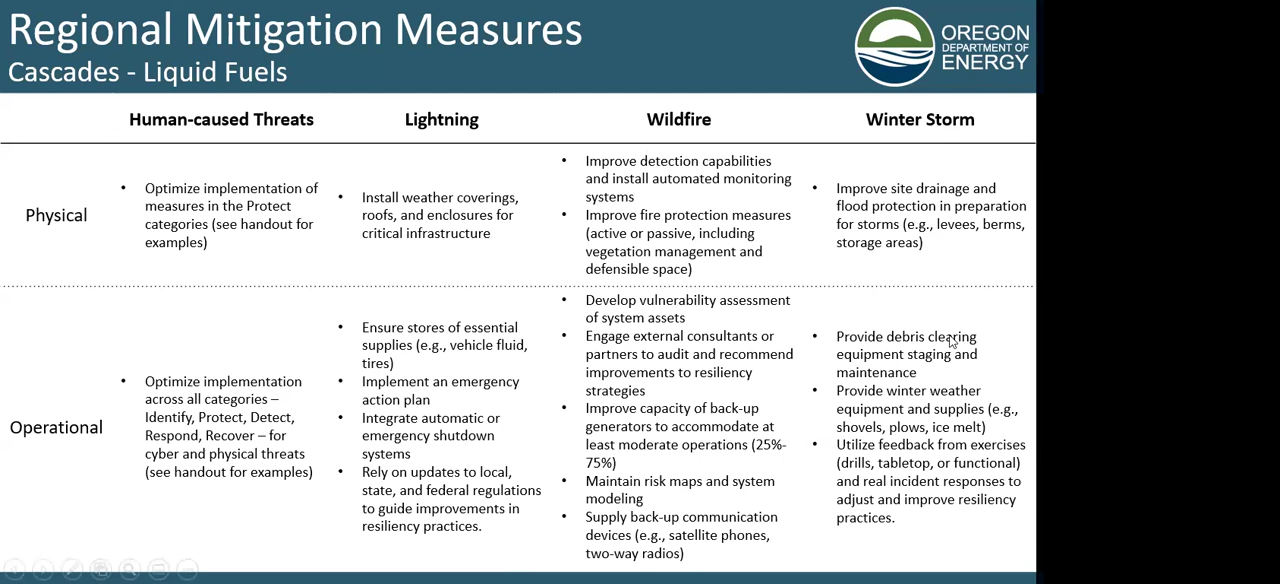 Regional Mitigation Measures
Cascades - Liquid Fuels
OREGON
DEPARTMENT OF
ENERGY
Human-caused Threats
Lightning
Wildfire
Winter Storm
Physical
• Optimize implementation of
measures in the Protect
categories (see handout for
examples)
• Install weather coverings,
roofs, and enclosures for
critical infrastructure
• Improve detection capabilities
and install automated monitoring
systems
• Improve fire protection measures
(active or passive, including
vegetation management and
defensible space)
• Improve site drainage and
flood protection in preparation
for storms (e.g., levees, berms,
storage areas)
Operational
• Optimize implementation
across all categories –
Identify, Protect, Detect,
Respond, Recover – for
cyber and physical threats
(see handout for examples)
• Ensure stores of essential
supplies (e.g., vehicle fluid,
tires)
• Implement an emergency
action plan
• Integrate automatic or
emergency shutdown
systems
• Rely on updates to local,
state, and federal regulations
to guide improvements in
resiliency practices.
• Develop vulnerability assessment
of system assets
• Engage external consultants or
partners to audit and recommend
improvements to resiliency
strategies
• Improve capacity of back-up
generators to accommodate at
least moderate operations (25%-
75%)
• Maintain risk maps and system
modeling
• Supply back-up communication
devices (e.g., satellite phones,
two-way radios)
• Provide debris clearing
equipment staging and
maintenance
• Provide winter weather
equipment and supplies (e.g.,
shovels, plows, ice melt)
• Utilize feedback from exercises
(drills, tabletop, or functional)
and real incident responses to
adjust and improve resiliency
practices.